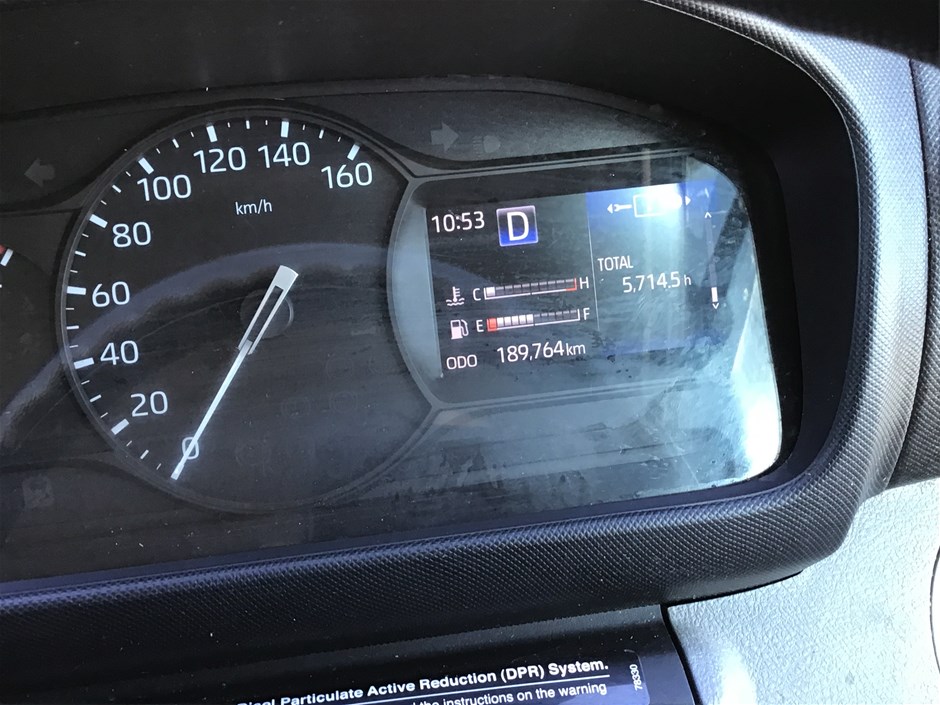 160
140
120
100
80
60
40
20
0
km/h
10:53
D
TOTAL
5,714.5 h
C H
E F
ODO 189,764 km
Particulate Active Reduction (DPR) System.
the instructions on the warning
78330